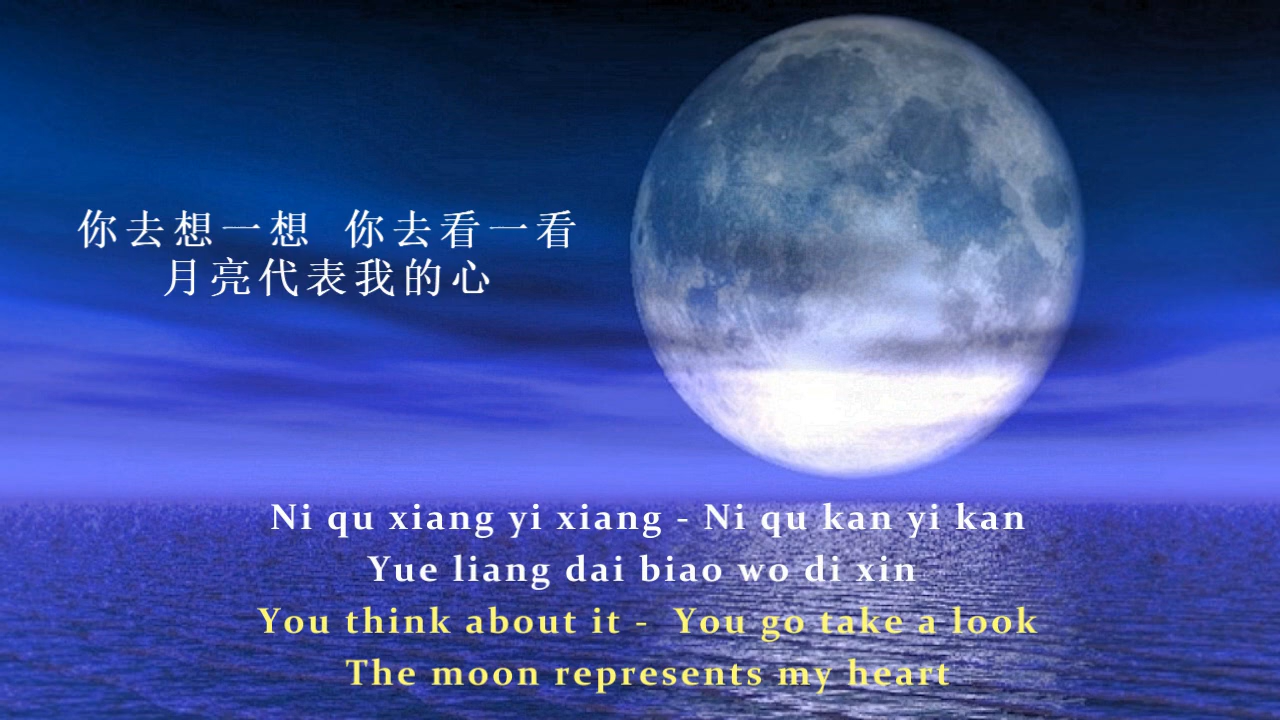 你去想一想 你去看一看
月亮代表我的心
Ni qu xiang yi xiang - Ni qu kan yi kan
Yue liang dai biao wo di xin
You think about it - You go take a look
The moon represents my heart